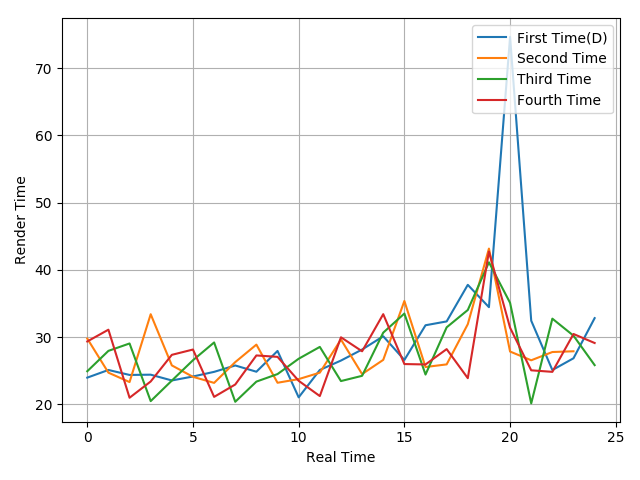 First Time(D)
Second Time
Third Time
Fourth Time
70
60
50
40
30
20
Render Time
0 5 10 15 20 25
Real Time